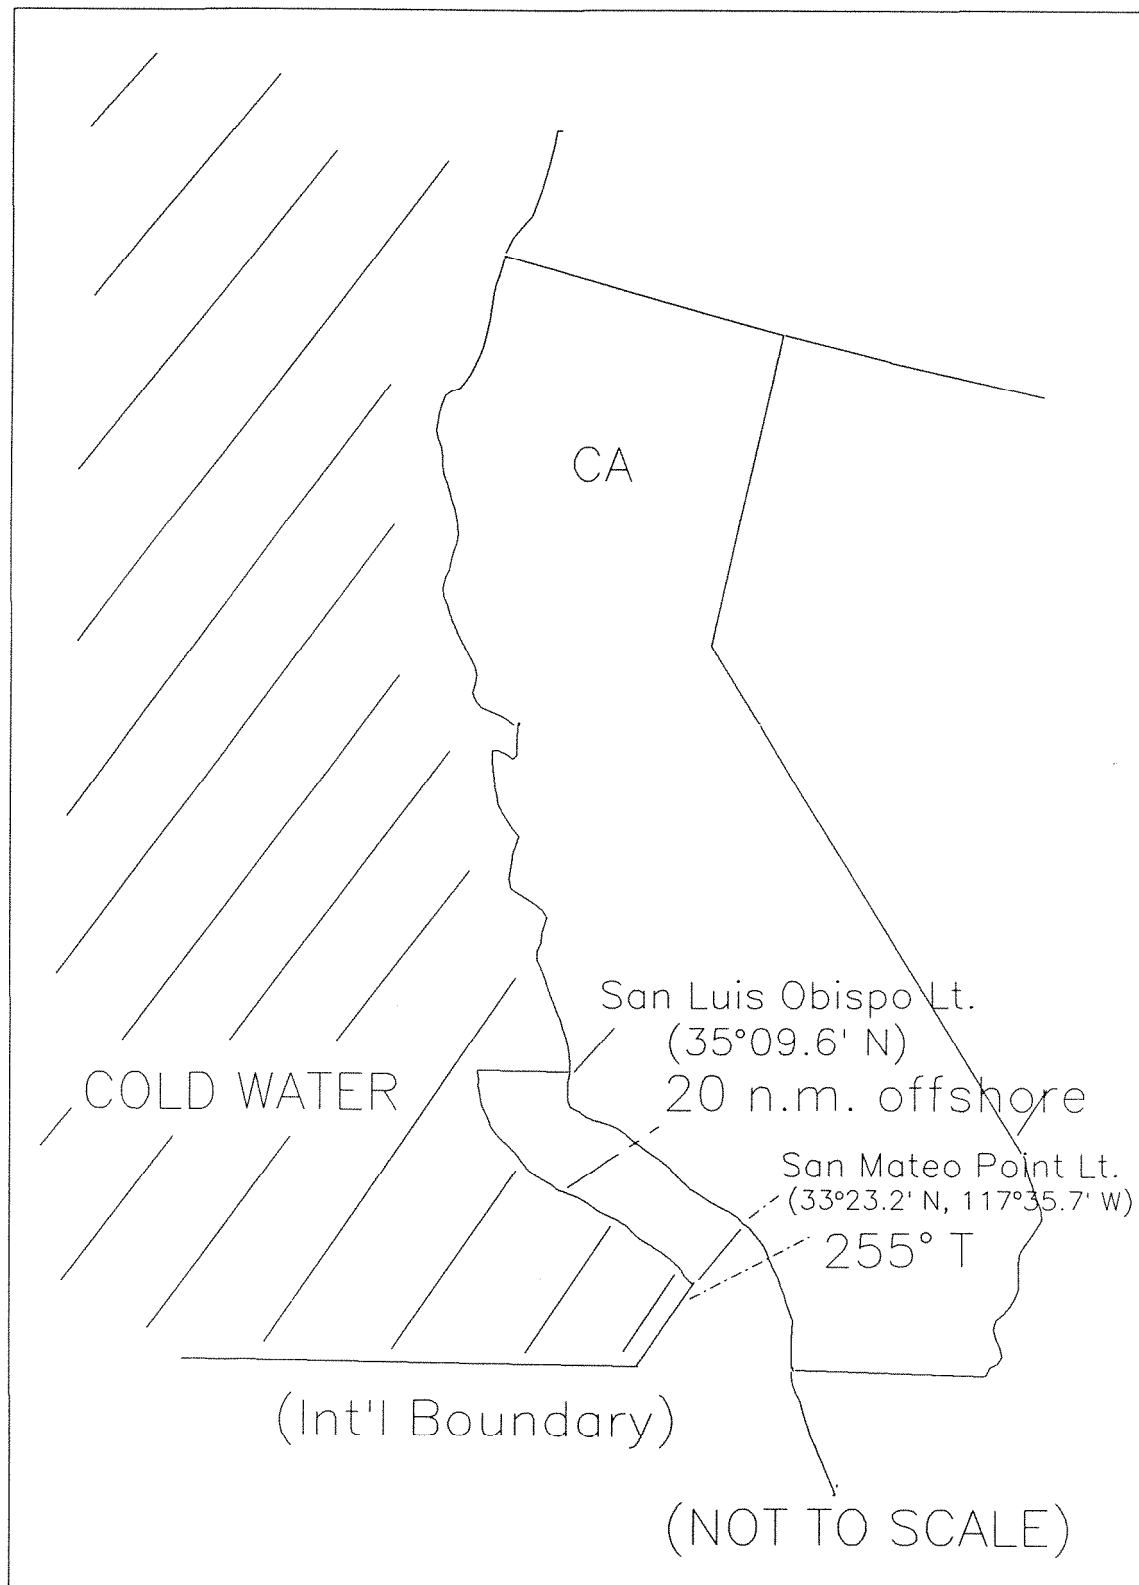 CA
San Luis Obispo Lt.
(35°09.6' N)
COLD WATER
20 n.m. offshore
San Mateo Point Lt.
(33°23.2' N, 117°35.7' W)
255° T
(Int'l Boundary)
(NOT TO SCALE)